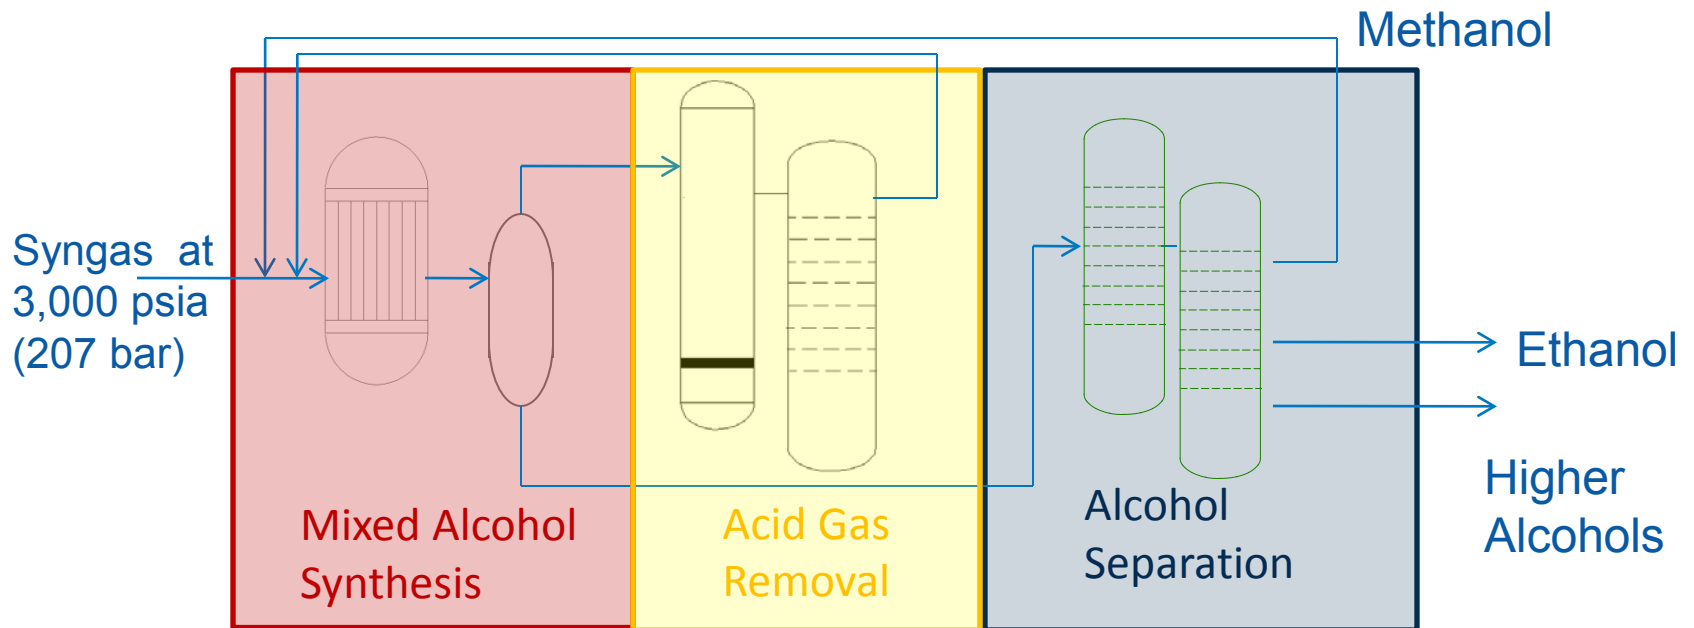 Methanol
Syngas at
3,000 psia
(207 bar)
Ethanol
Higher
Alcohols
Mixed Alcohol
Synthesis
Acid Gas
Removal
Alcohol
Separation